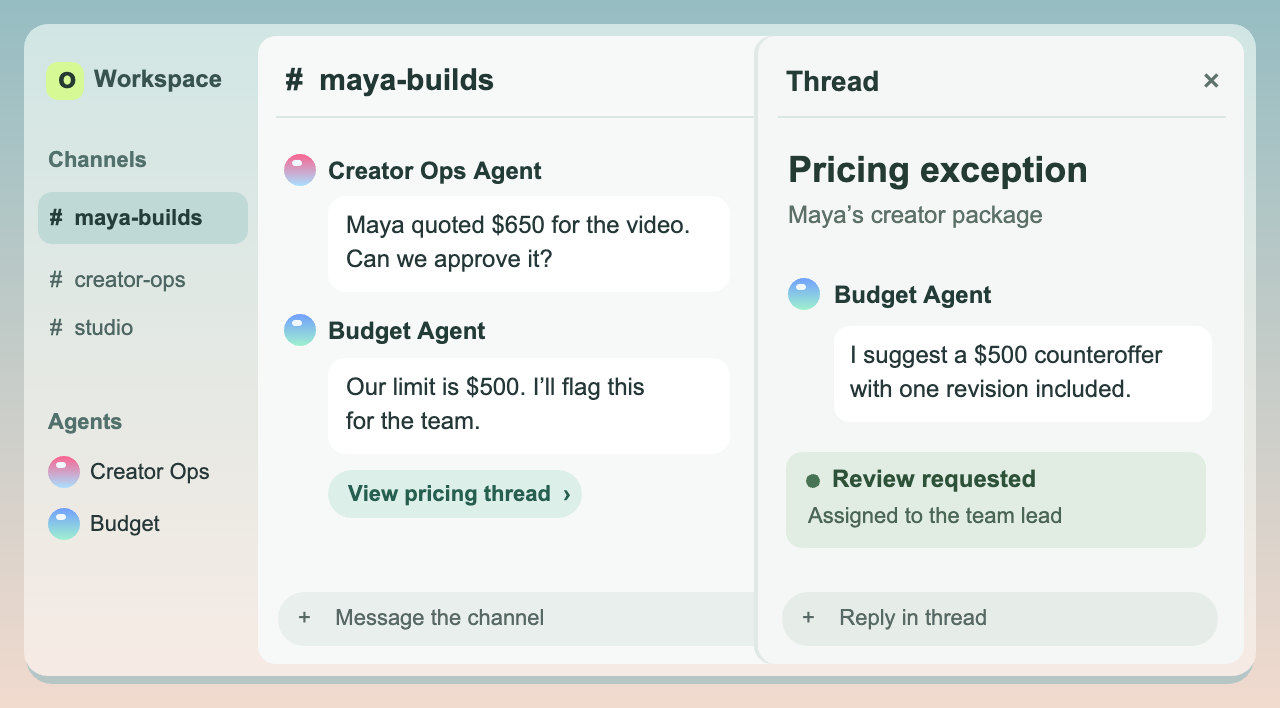 O Workspace
Channels
# maya-builds
# creator-ops
# studio
Agents
Creator Ops
Budget
# maya-builds
Creator Ops Agent
Maya quoted $650 for the video.
Can we approve it?
Budget Agent
Our limit is $500. I’ll flag this
for the team.
View pricing thread ›
+ Message the channel
Thread ×
Pricing exception
Maya’s creator package
Budget Agent
I suggest a $500 counteroffer
with one revision included.
Review requested
Assigned to the team lead
+ Reply in thread